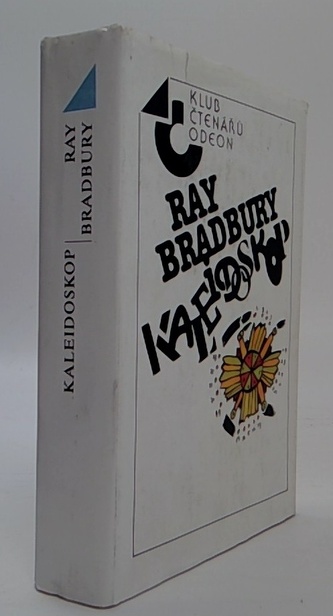 KLUB
ČTENÁŘŮ
ODEON
RAY
BRADBURY
KALEIDOSKOP
KALEIDOSKOP
RAY
BRADBURY